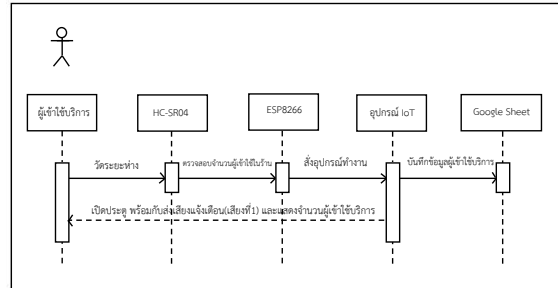 ผู้เข้าใช้บริการ
HC-SR04
ESP8266
อุปกรณ์ IoT
Google Sheet
วัดระยะห่าง
ตรวจสอบจำนวนผู้เข้าใช้ในร้าน
สั่งอุปกรณ์ทำงาน
บันทึกข้อมูลผู้เข้าใช้บริการ
เปิดประตู พร้อมกับส่งเสียงแจ้งเตือน(เสียงที่1) และแสดงจำนวนผู้เข้าใช้บริการ